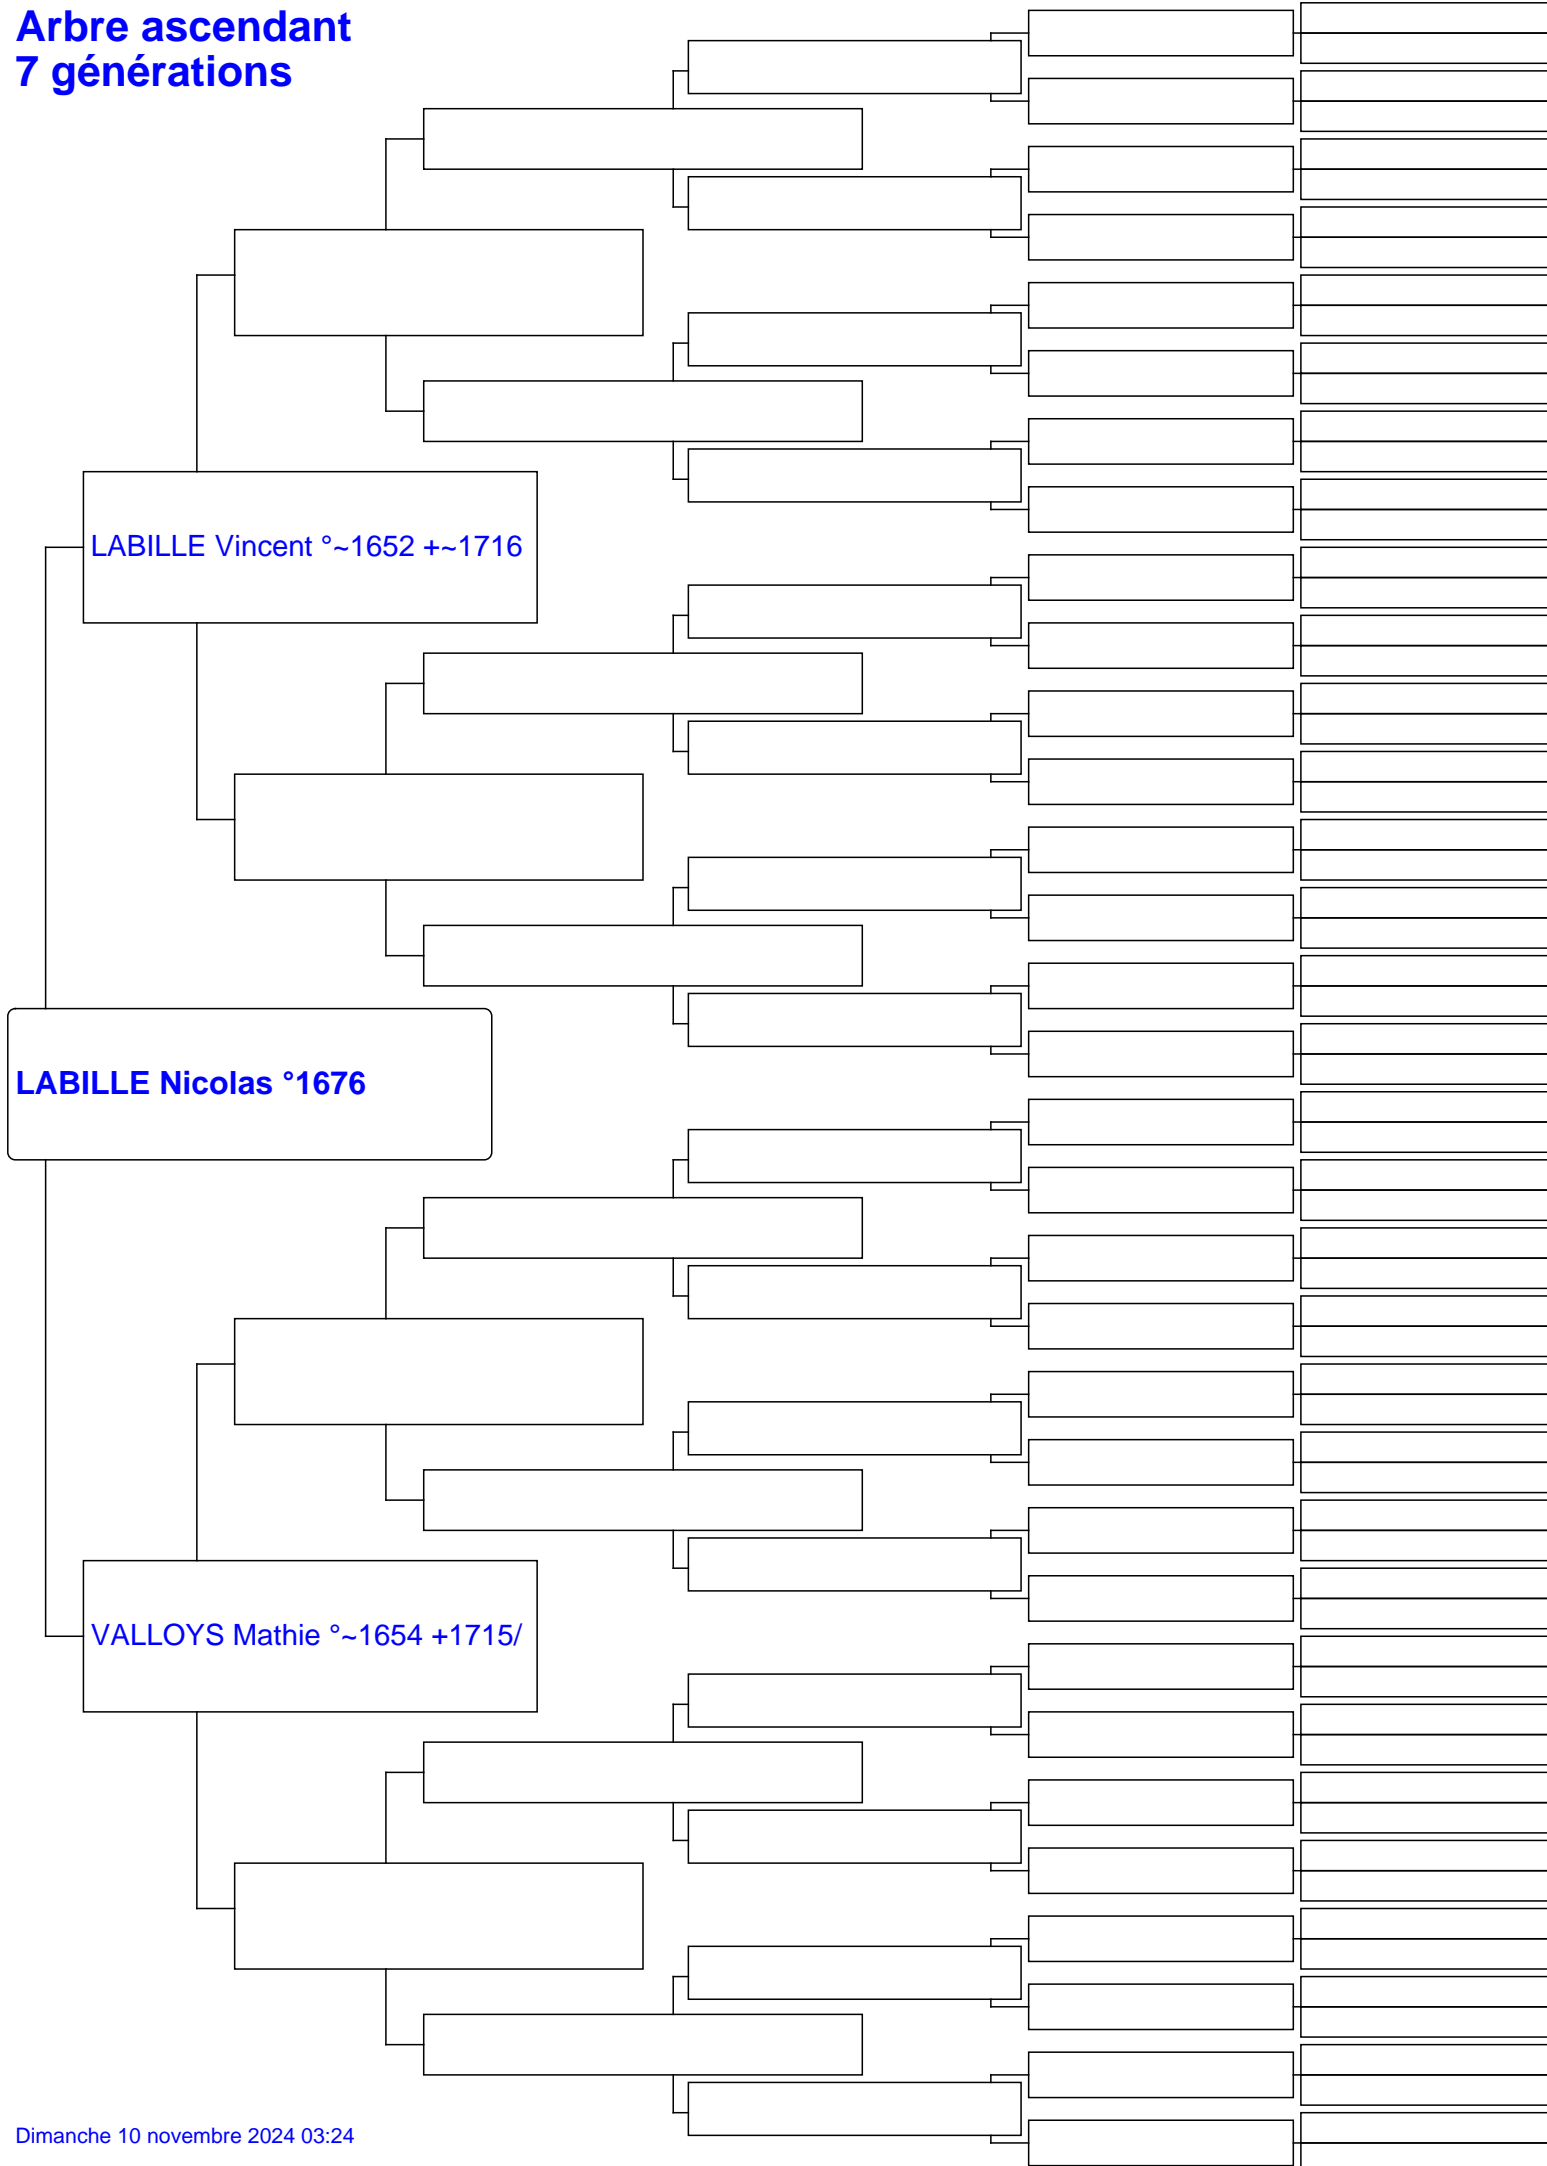 Arbre ascendant
7 générations
LABILLE Vincent °~1652 +~1716
LABILLE Nicolas °1676
VALLOYS Mathie °~1654 +1715/
Dimanche 10 novembre 2024 03:24